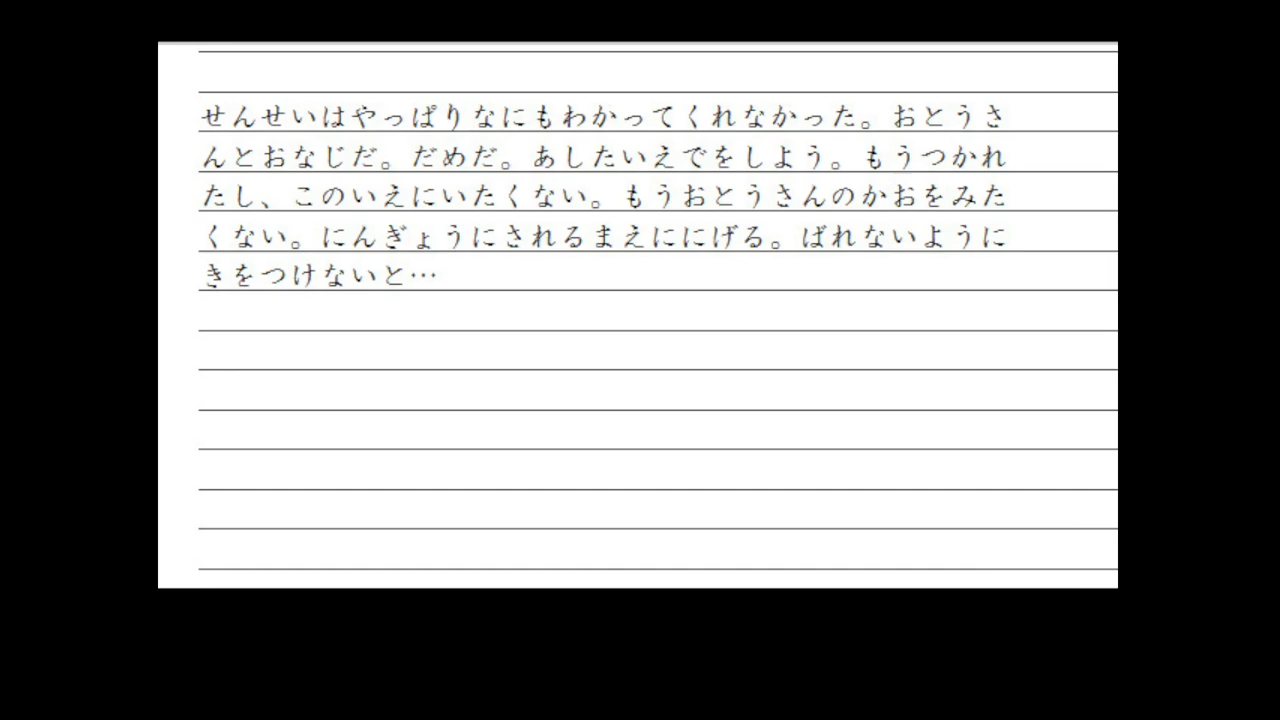 せんせいはやっぱりなにもわかってくれなかった。おとうさ
んとおなじだ。だめだ。あしたいえでをしよう。もうつかれ
たし、このいえにいたくない。もうおとうさんのかおをみた
くない。にんぎょうにされるまえににげる。ばれないように
きをつけないと…